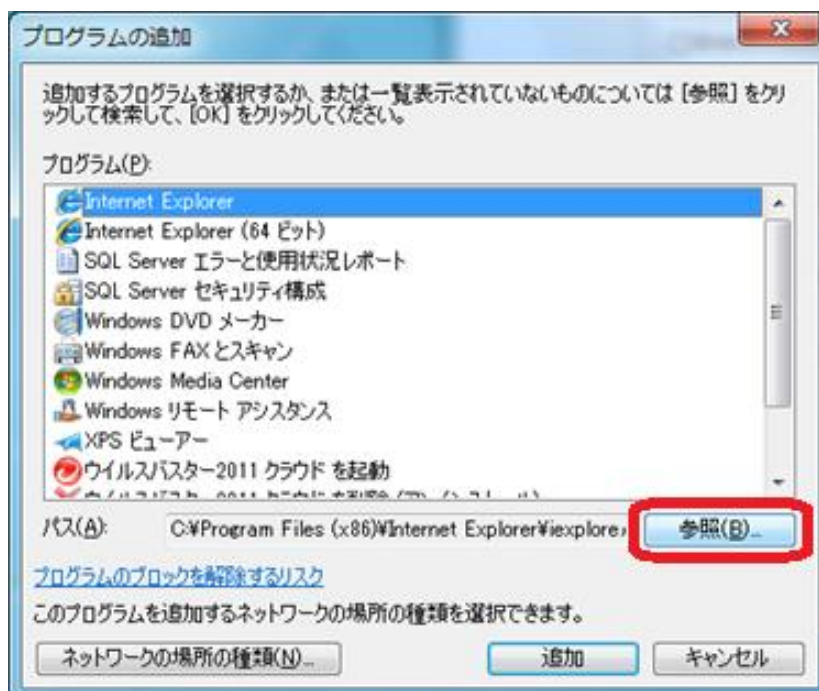 プログラムの追加
追加するプログラムを選択するか、または一覧表示されていないものについては [参照] をクリ
ックして検索して、[OK] をクリックしてください。
プログラム(P):
Internet Explorer
Internet Explorer (64 ビット)
SQL Server エラーと使用状況レポート
SQL Server セキュリティ構成
Windows DVD メーカー
Windows FAX とスキャン
Windows Media Center
Windows リモート アシスタンス
XPS ビューアー
ウイルスバスター2011 クラウド を起動
パス(A): C:¥Program Files (x86)¥Internet Explorer¥iexplore. 参照(B)...
プログラムのブロックを解除するリスク
このプログラムを追加するネットワークの場所の種類を選択できます。
ネットワークの場所の種類(N)... 追加 キャンセル